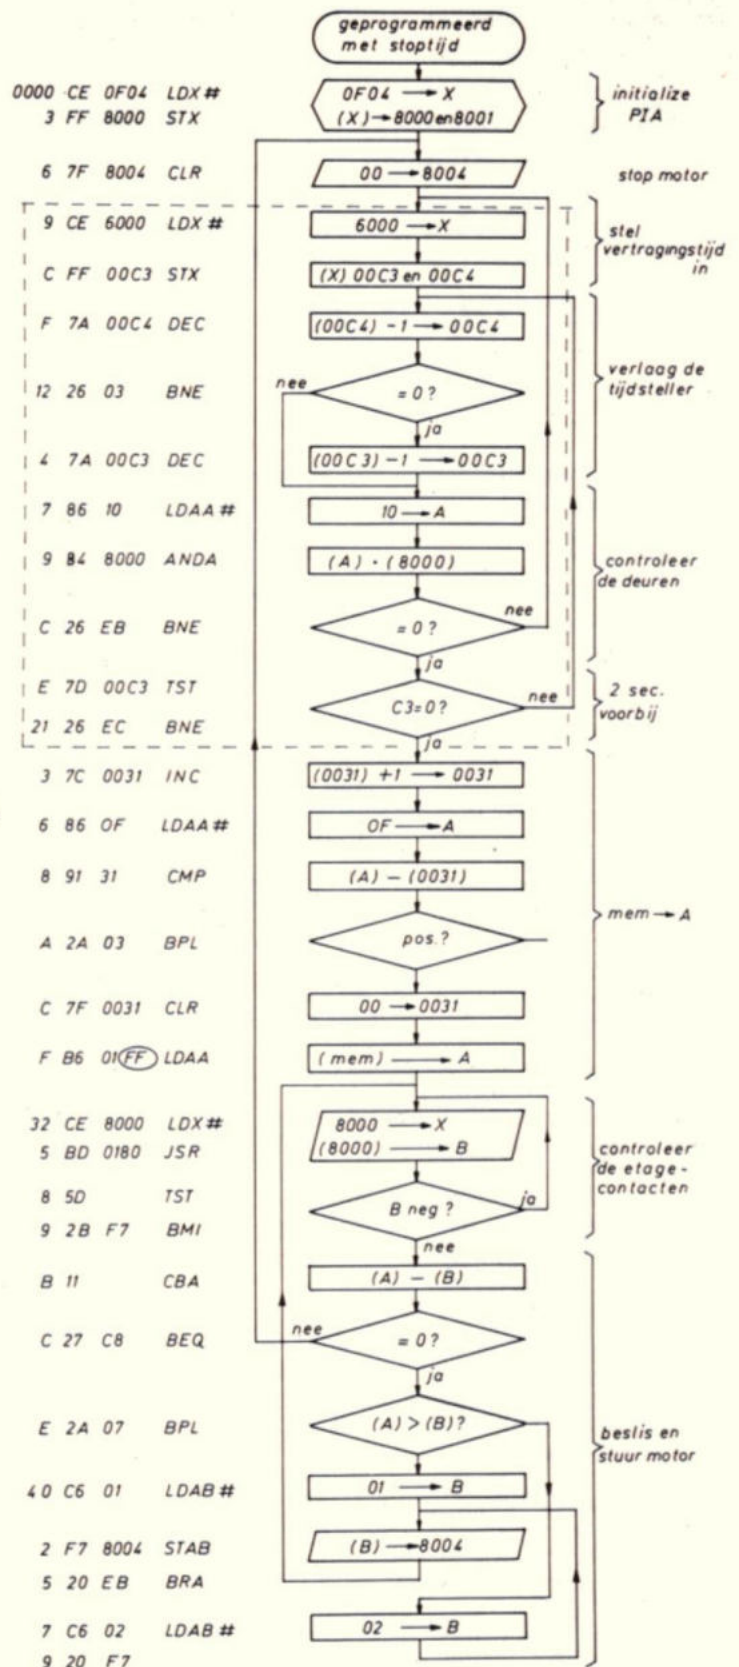 geprogrammeerd
met stoptijd
0000 CE 0F04 LDX# 0F04 → X initialize
3 FF 8000 STX (X) → 8000 en 8001 PIA
6 7F 8004 CLR 00 → 8004 stop motor
9 CE 6000 LDX# 6000 → X stel
vertragingstijd
in
C FF 00C3 STX (X) 00C3 en 00C4
F 7A 00C4 DEC (00C4) -1 → 00C4
verlaag de
tijdsteller
12 26 03 BNE nee = 0?
ja
4 7A 00C3 DEC (00C3) -1 → 00C3
7 86 10 LDAA# 10 → A
9 84 8000 ANDA (A) · (8000) controleer
de deuren
nee
C 26 EB BNE = 0?
ja
E 7D 00C3 TST C3=0? nee 2 sec.
voorbij
21 26 EC BNE
ja
3 7C 0031 INC (0031) +1 → 0031
6 86 0F LDAA# 0F → A
8 91 31 CMP (A) - (0031)
mem → A
A 2A 03 BPL pos.?
C 7F 0031 CLR 00 → 0031
F B6 01FF LDAA (mem) → A
32 CE 8000 LDX# 8000 → X
5 BD 0180 JSR (8000) → B controleer
de etage-
contacten
8 5D TST B neg? ja
9 2B F7 BMI
nee
B 11 CBA (A) - (B)
C 27 C8 BEQ nee = 0?
ja
E 2A 07 BPL (A) > (B)? beslis en
stuur motor
40 C6 01 LDAB# 01 → B
2 F7 8004 STAB (B) → 8004
5 20 EB BRA
7 C6 02 LDAB# 02 → B
9 20 F7